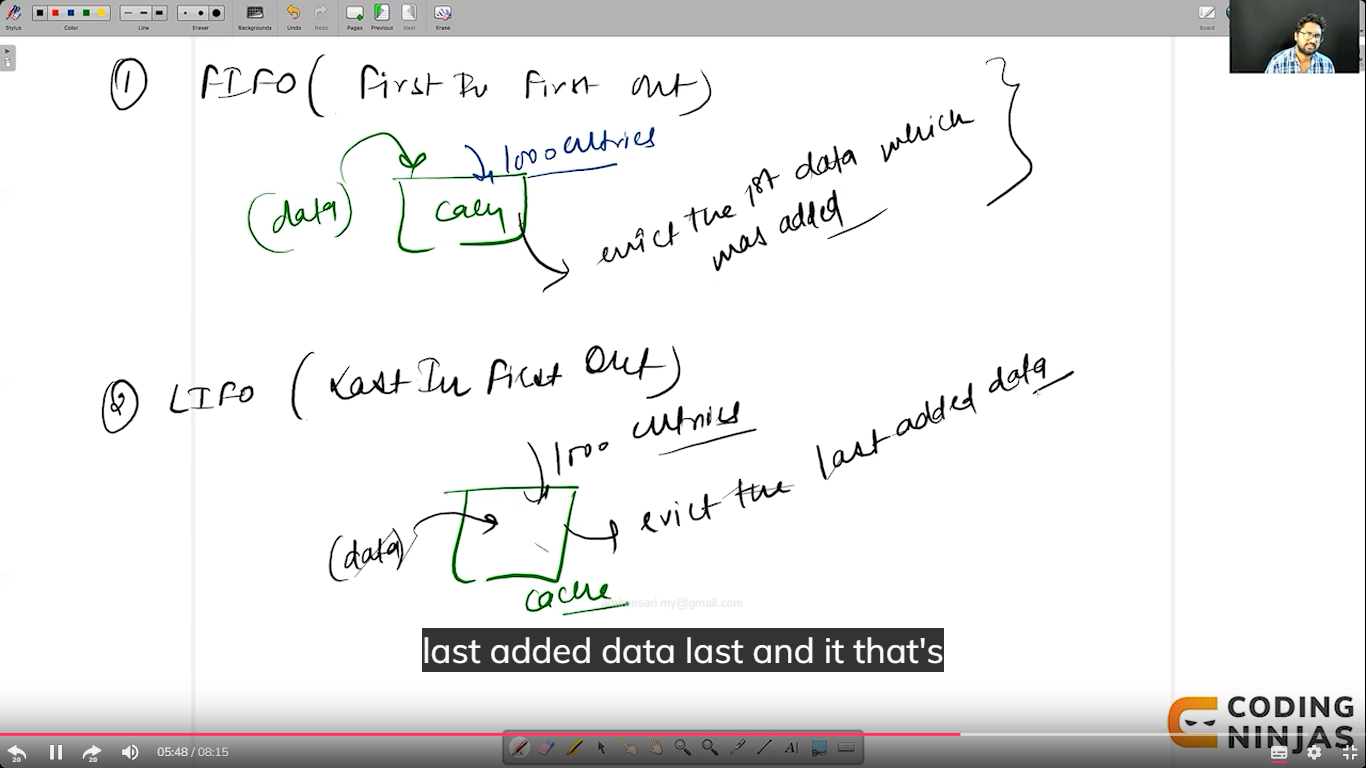 Stylus
Color
Line
Eraser
Backgrounds
Undo
Redo
Pages
Previous
Next
Erase
Board
① FIFO ( First In First Out )
1000 entries
(data)
evict the 1st data which
was added
② LIFO ( Last In First Out )
1000 entries
evict the last added data
(data)
cache
ansari.my@gmail.com
last added data last and it that's
CODING
NINJAS
05:48 / 08:15
20
20